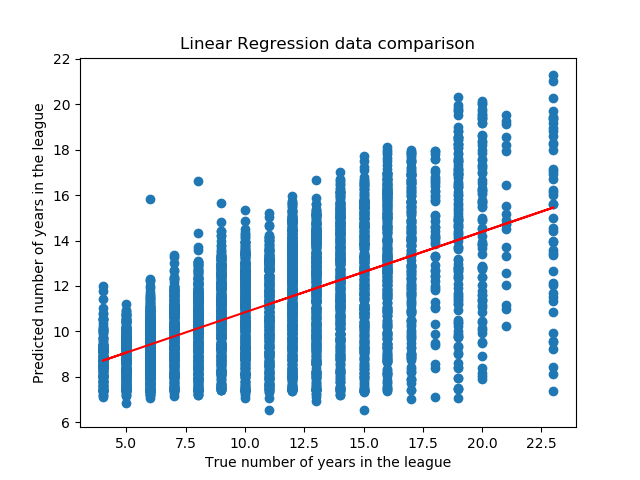 Linear Regression data comparison
22
20
18
16
14
12
10
8
6
Predicted number of years in the league
5.0 7.5 10.0 12.5 15.0 17.5 20.0 22.5
True number of years in the league